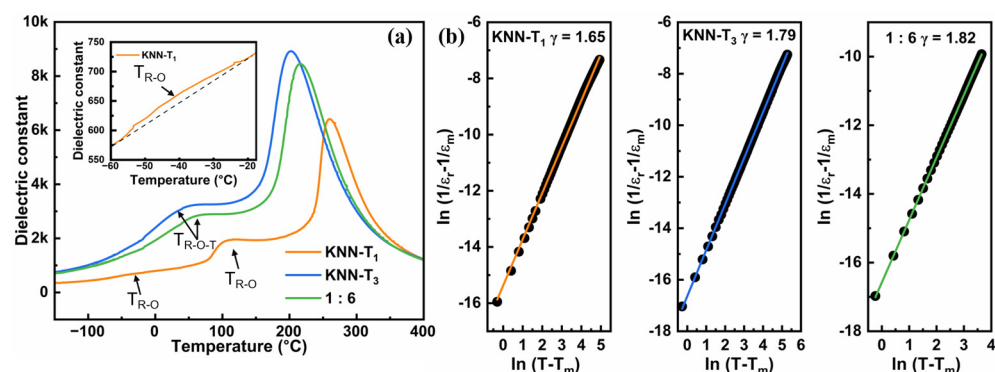 (a)
Dielectric constant
10k
8k
6k
4k
2k
0
−100
0
100
200
300
400
Temperature (°C)
Dielectric constant
750
700
650
600
550
−60
−50
−40
−30
−20
Temperature (°C)
KNN-T1
TR-O
TR-O-T
TR-O
TR-O
KNN-T1
KNN-T3
1 : 6
(b)
KNN-T1 γ = 1.65
ln (1/εr-1/εm)
-6
-8
-10
-12
-14
-16
0
1
2
3
4
5
ln (T-Tm)
KNN-T3 γ = 1.79
ln (1/εr-1/εm)
-6
-8
-10
-12
-14
-16
-18
0
1
2
3
4
5
6
ln (T-Tm)
1 : 6 γ = 1.82
ln (1/εr-1/εm)
-8
-10
-12
-14
-16
-18
0
1
2
3
4
ln (T-Tm)